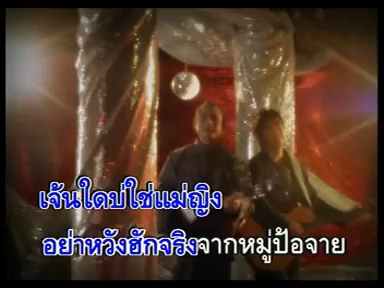 เจ้นใดบ่ใช่แม่ญิง
อย่าหวังฮักจริงจากหมู่ป้อจาย